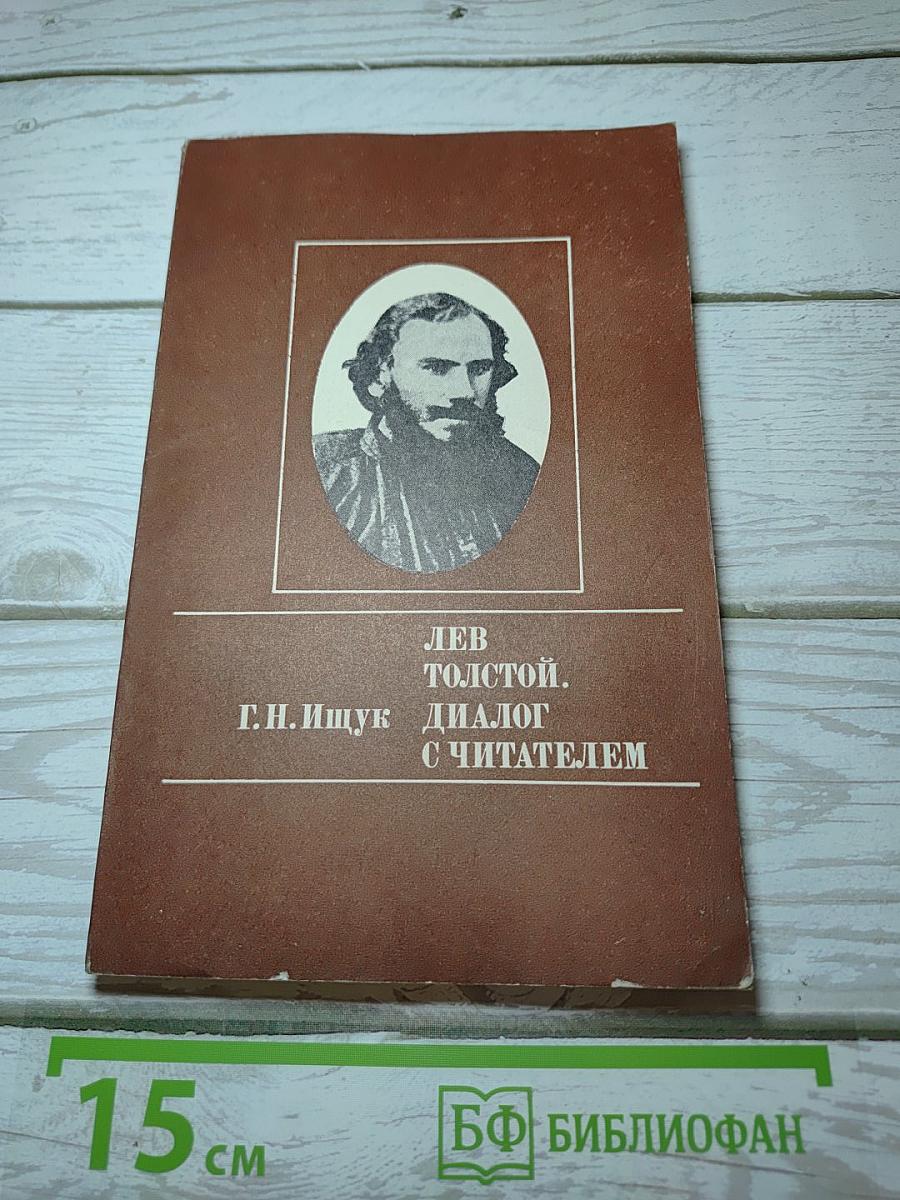 ЛЕВ
ТОЛСТОЙ.
Г. Н. Ищук ДИАЛОГ
С ЧИТАТЕЛЕМ
15 см
БФ БИБЛИОФАН